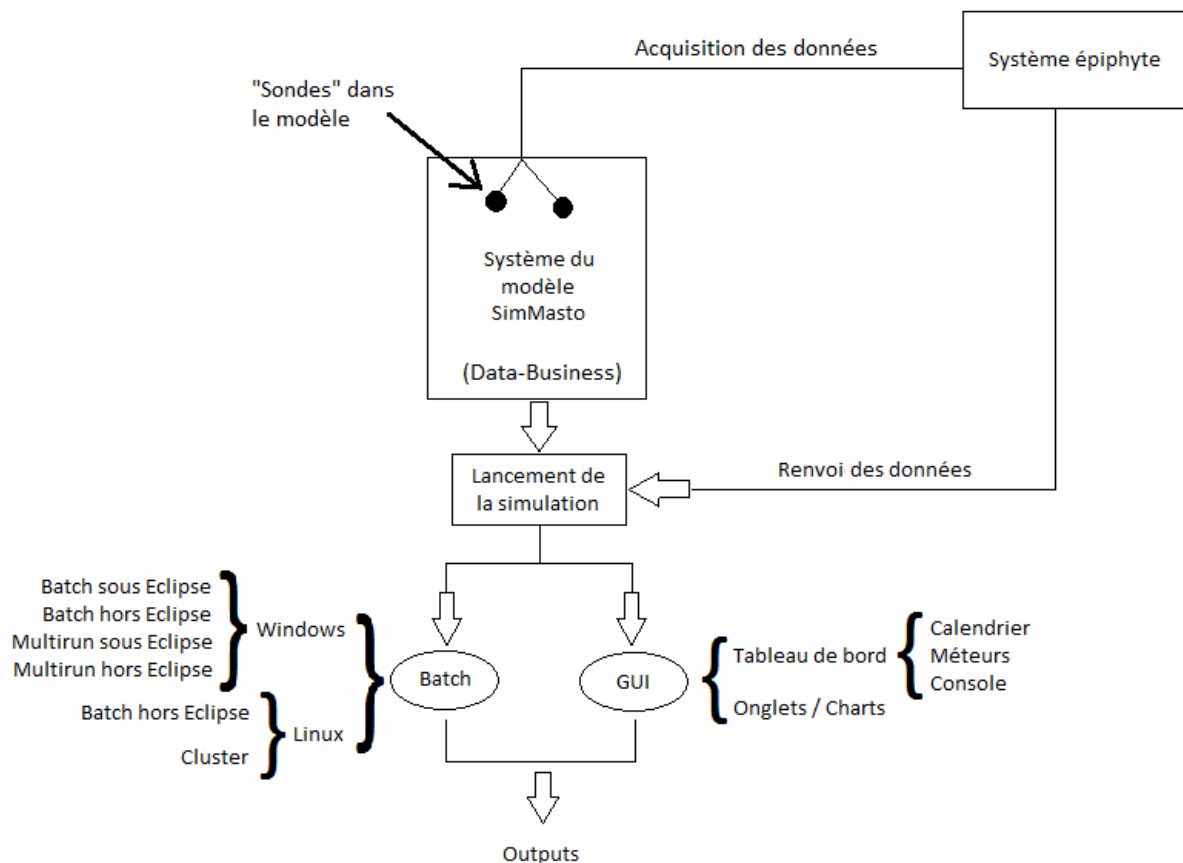 Acquisition des données
Système épiphyte
"Sondes" dans
le modèle
Système du
modèle
SimMasto
(Data-Business)
Lancement de
la simulation
Renvoi des données
Batch sous Eclipse
Batch hors Eclipse
Multirun sous Eclipse
Multirun hors Eclipse
Windows
Batch hors Eclipse
Cluster
Linux
Batch
GUI
Tableau de bord
Onglets / Charts
Calendrier
Méteurs
Console
Outputs